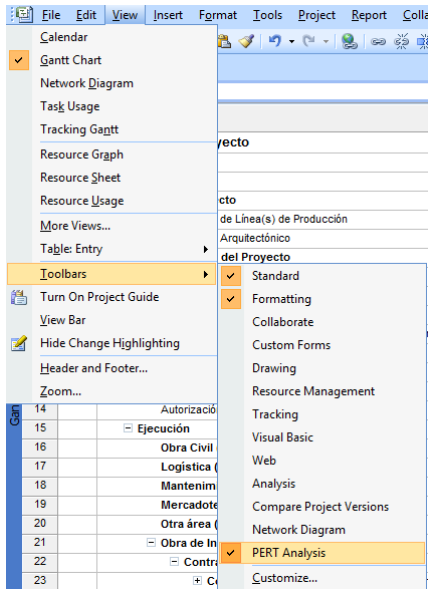 File Edit View Insert Format Tools Project Report Colla
Calendar
Gantt Chart
Network Diagram
Task Usage
Tracking Gantt
Resource Graph
Resource Sheet
Resource Usage
More Views...
Table: Entry
Toolbars
Turn On Project Guide
View Bar
Hide Change Highlighting
Header and Footer...
Zoom...
yecto
cto
de Línea(s) de Producción
Arquitectónico
del Proyecto
Standard
Formatting
Collaborate
Custom Forms
Drawing
Resource Management
Tracking
Visual Basic
Web
Analysis
Compare Project Versions
Network Diagram
PERT Analysis
Customize...
Gan
14 Autorizació
15 Ejecución
16 Obra Civil
17 Logística (
18 Mantenim
19 Mercadote
20 Otra área (
21 Obra de In
22 Contra
23 Co